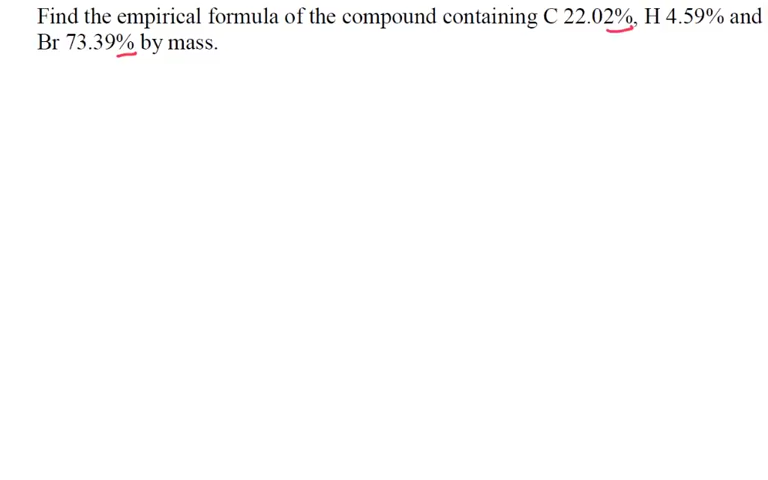 Find the empirical formula of the compound containing C 22.02%, H 4.59% and
Br 73.39% by mass.